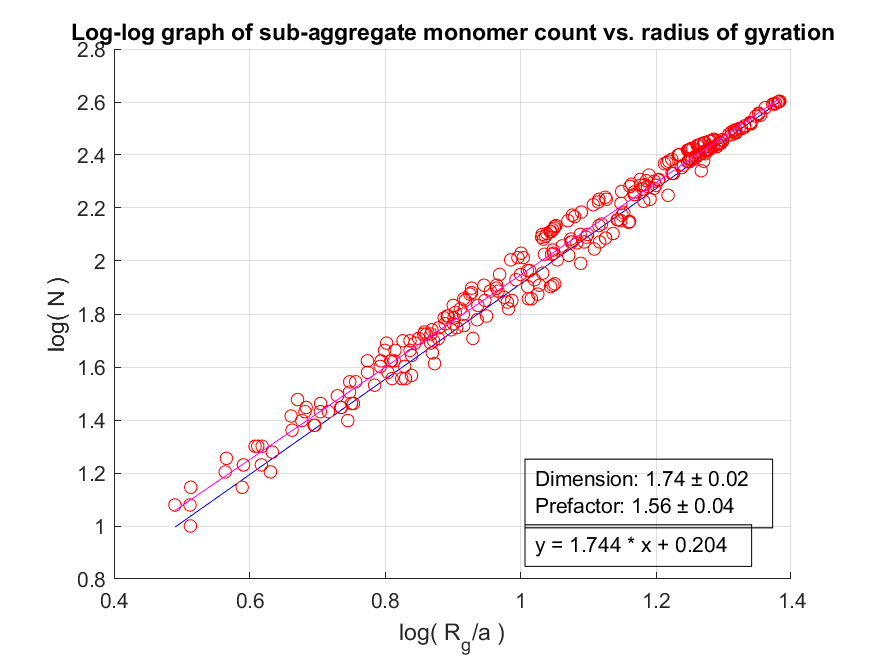 Log-log graph of sub-aggregate monomer count vs. radius of gyration
2.8
2.6
2.4
2.2
2
1.8
1.6
1.4
1.2
1
0.8
log( N )
Dimension: 1.74 ± 0.02
Prefactor: 1.56 ± 0.04
y = 1.744 * x + 0.204
0.4 0.6 0.8 1 1.2 1.4
log( R_g/a )